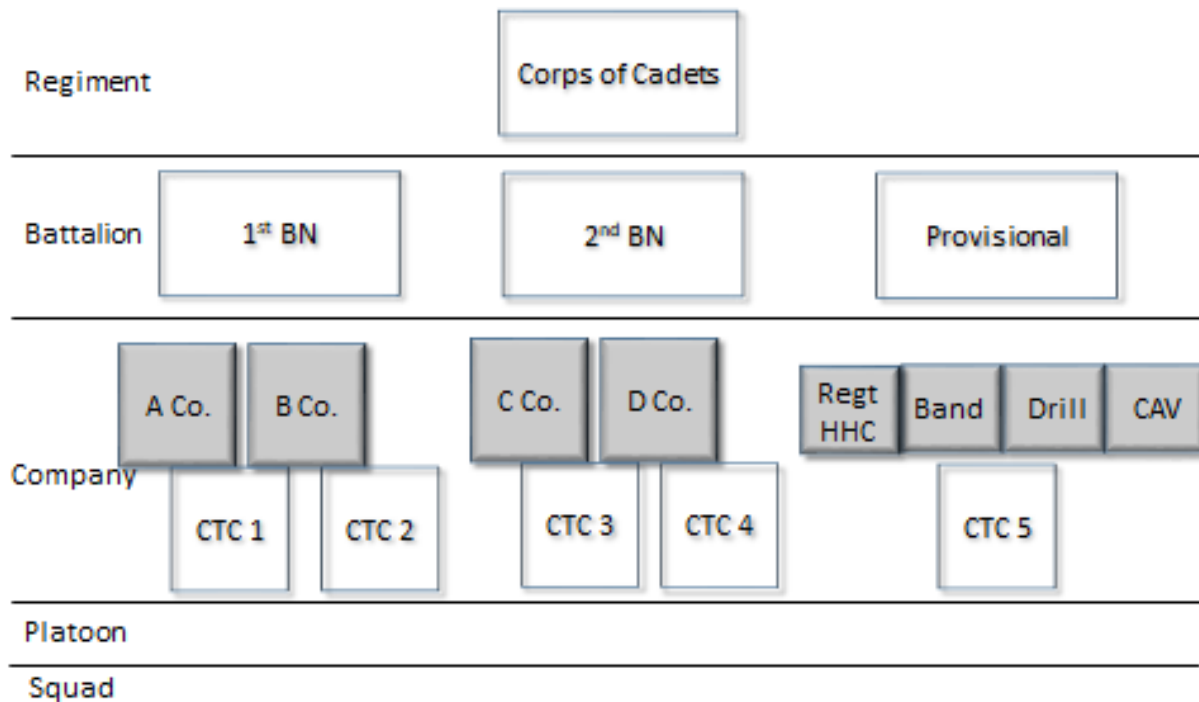 Regiment
Corps of Cadets
Battalion
1st BN
2nd BN
Provisional
A Co.
B Co.
C Co.
D Co.
Regt
HHC
Band
Drill
CAV
Company
CTC 1
CTC 2
CTC 3
CTC 4
CTC 5
Platoon
Squad